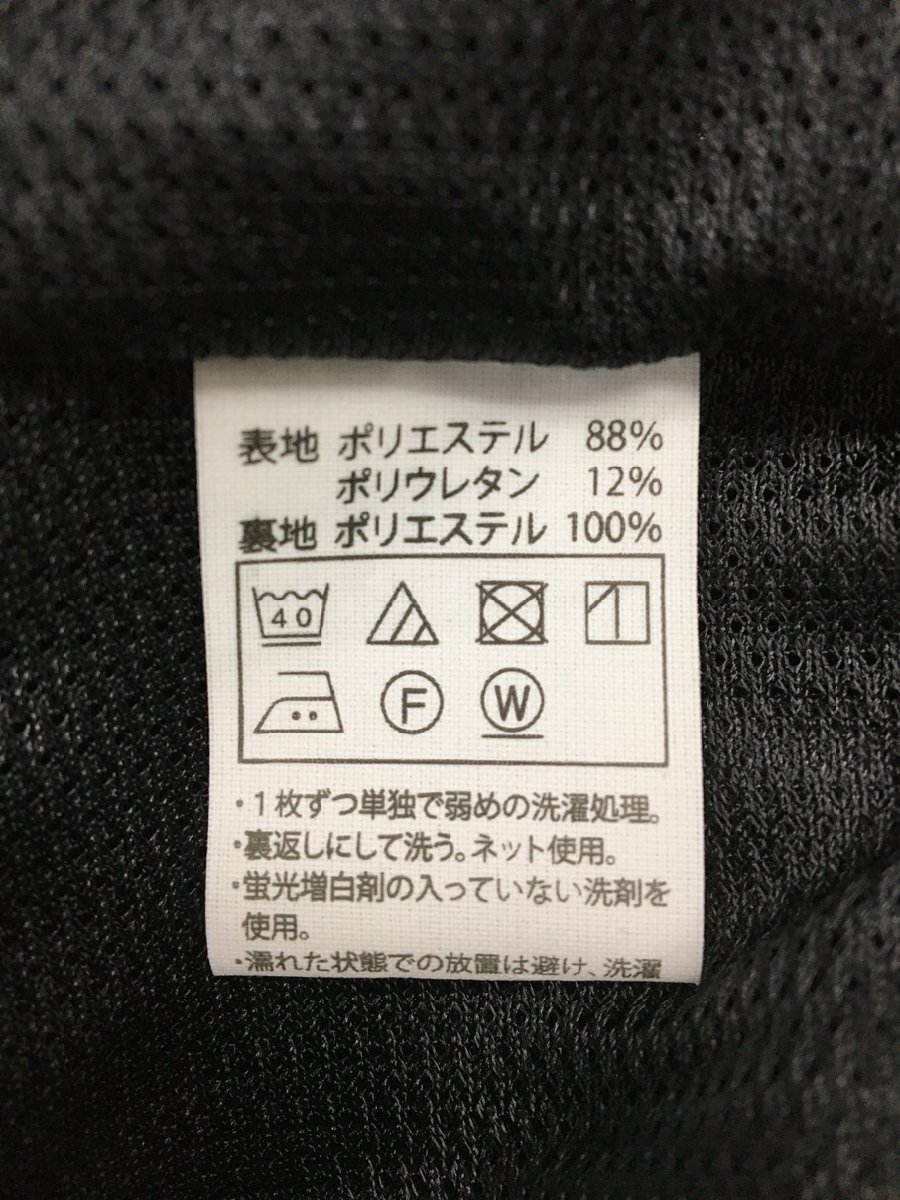 表地 ポリエステル 88%
ポリウレタン 12%
裏地 ポリエステル 100%
40
F W
・1枚ずつ単独で弱めの洗濯処理。
・裏返しにして洗う。ネット使用。
・蛍光増白剤の入っていない洗剤を
使用。
・濡れた状態での放置は避け、洗濯